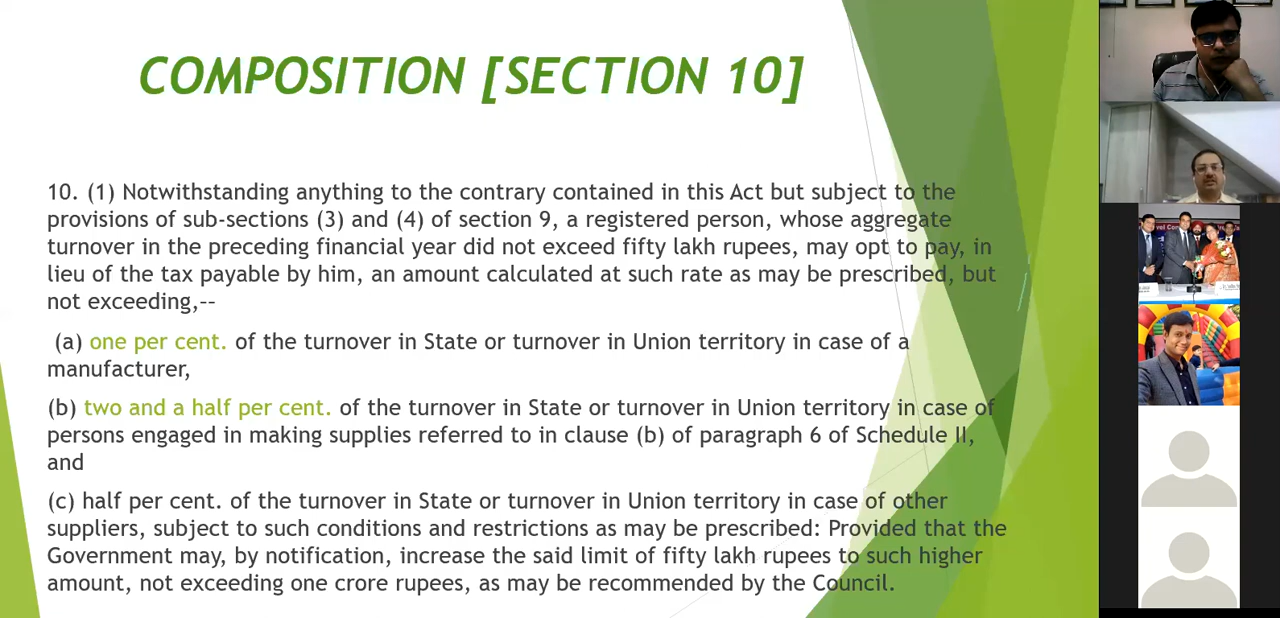 COMPOSITION [SECTION 10]
10. (1) Notwithstanding anything to the contrary contained in this Act but subject to the
provisions of sub-sections (3) and (4) of section 9, a registered person, whose aggregate
turnover in the preceding financial year did not exceed fifty lakh rupees, may opt to pay, in
lieu of the tax payable by him, an amount calculated at such rate as may be prescribed, but
not exceeding,--
(a) one per cent. of the turnover in State or turnover in Union territory in case of a
manufacturer,
(b) two and a half per cent. of the turnover in State or turnover in Union territory in case of
persons engaged in making supplies referred to in clause (b) of paragraph 6 of Schedule II,
and
(c) half per cent. of the turnover in State or turnover in Union territory in case of other
suppliers, subject to such conditions and restrictions as may be prescribed: Provided that the
Government may, by notification, increase the said limit of fifty lakh rupees to such higher
amount, not exceeding one crore rupees, as may be recommended by the Council.